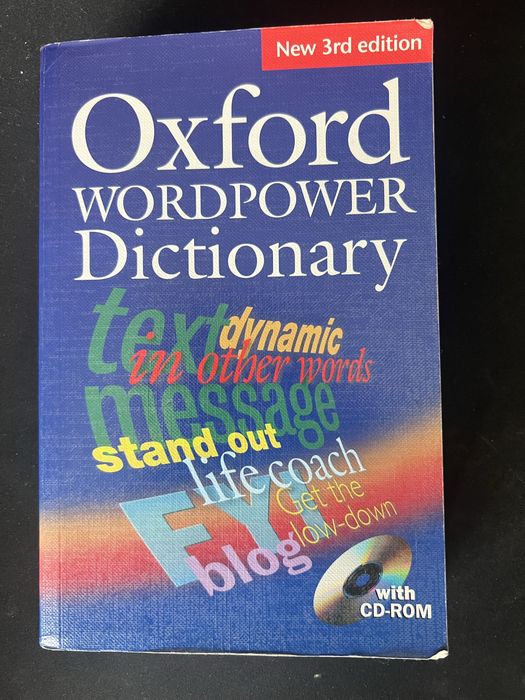 New 3rd edition
Oxford
WORDPOWER
Dictionary
text
dynamic
in other words
message
stand out
life coach
FYI
Get the
low-down
blog
with
CD-ROM